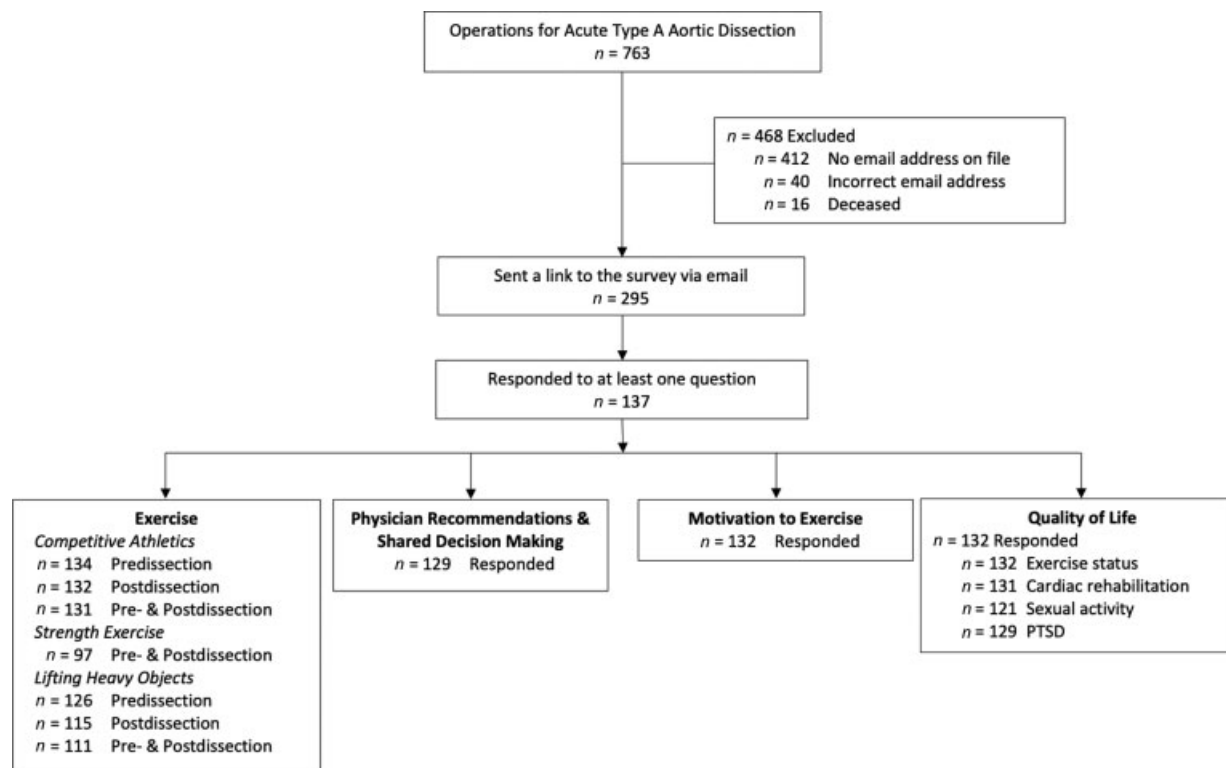 Operations for Acute Type A Aortic Dissection
n = 763
n = 468 Excluded
n = 412 No email address on file
n = 40 Incorrect email address
n = 16 Deceased
Sent a link to the survey via email
n = 295
Responded to at least one question
n = 137
Exercise
Competitive Athletics
n = 134 Predissection
n = 132 Postdissection
n = 131 Pre- & Postdissection
Strength Exercise
n = 97 Pre- & Postdissection
Lifting Heavy Objects
n = 126 Predissection
n = 115 Postdissection
n = 111 Pre- & Postdissection
Physician Recommendations &
Shared Decision Making
n = 129 Responded
Motivation to Exercise
n = 132 Responded
Quality of Life
n = 132 Responded
n = 132 Exercise status
n = 131 Cardiac rehabilitation
n = 121 Sexual activity
n = 129 PTSD